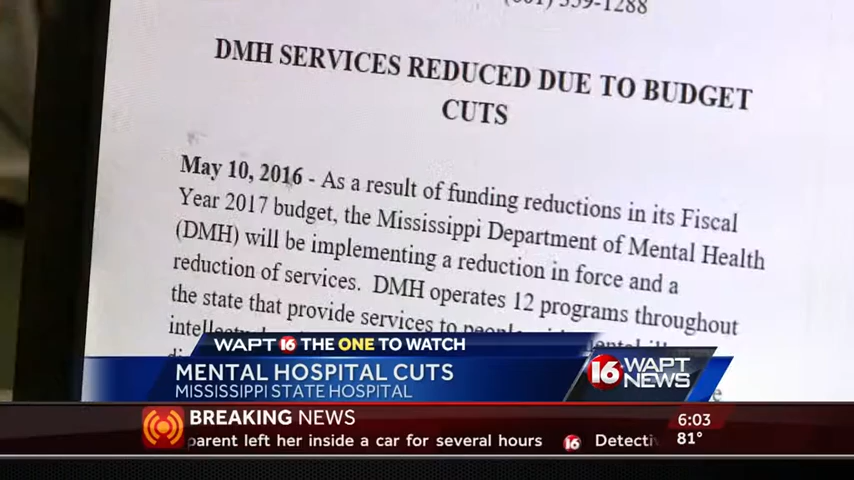 359-1288
DMH SERVICES REDUCED DUE TO BUDGET
CUTS
May 10, 2016 - As a result of funding reductions in its Fiscal
Year 2017 budget, the Mississippi Department of Mental Health
(DMH) will be implementing a reduction in force and a
reduction of services. DMH operates 12 programs throughout
the state that provide services to people
WAPT 16 THE ONE TO WATCH
MENTAL HOSPITAL CUTS
MISSISSIPPI STATE HOSPITAL
16 WAPT
NEWS
BREAKING NEWS
6:03
parent left her inside a car for several hours 16 Detecti
81°